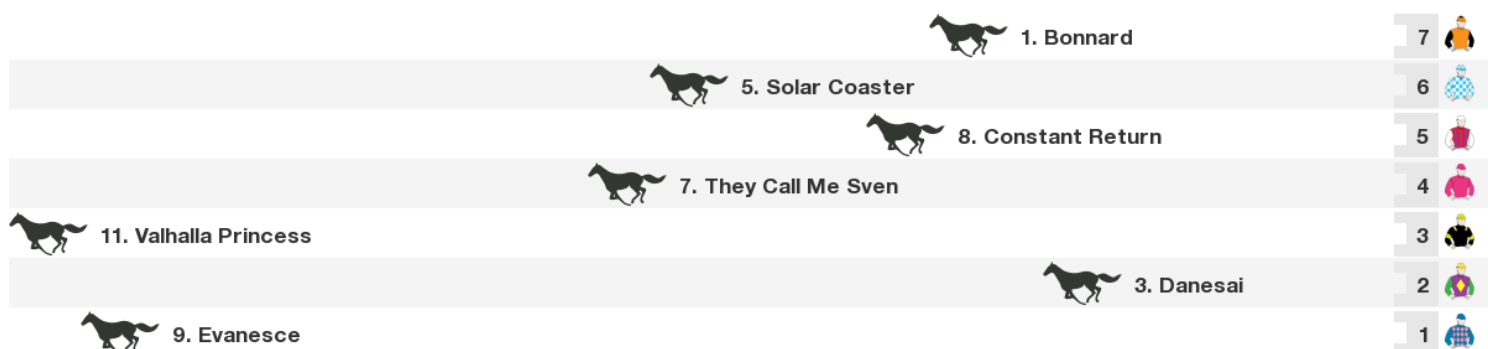 1. Bonnard 7
5. Solar Coaster 6
8. Constant Return 5
7. They Call Me Sven 4
11. Valhalla Princess 3
3. Danesai 2
9. Evanesce 1